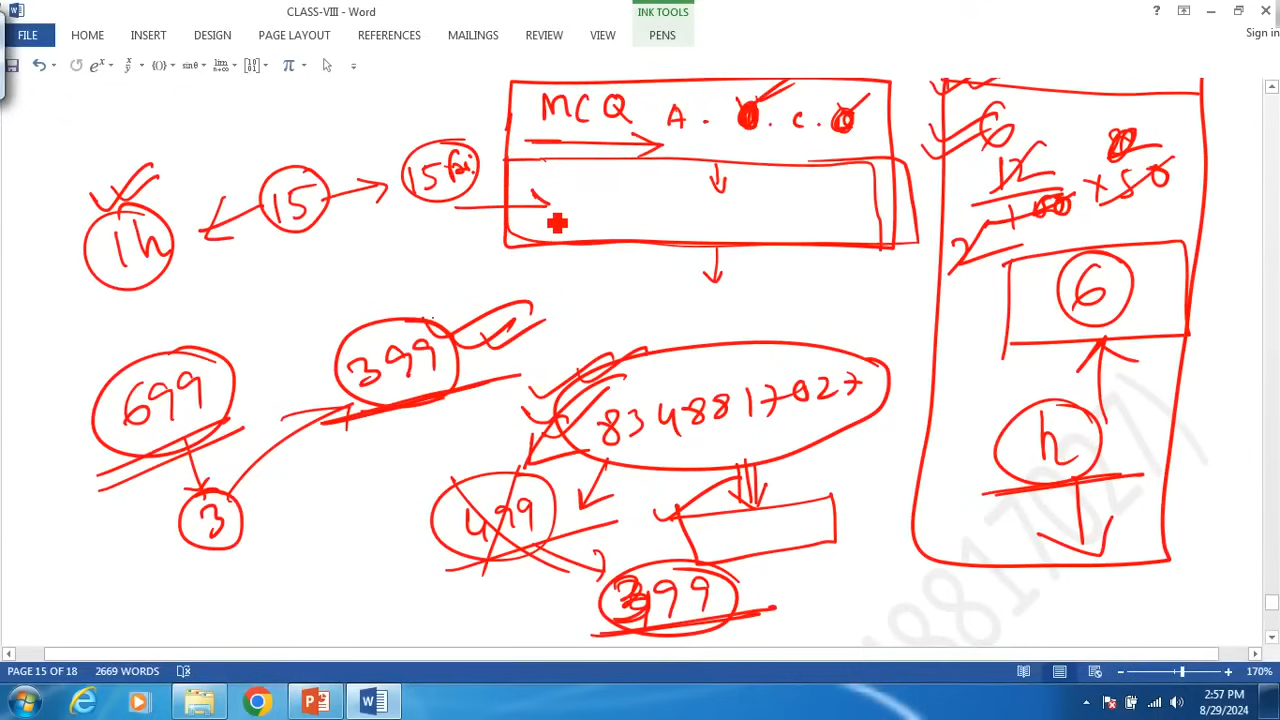 CLASS-VIII - Word
INK TOOLS
Sign in
FILE HOME INSERT DESIGN PAGE LAYOUT REFERENCES MAILINGS REVIEW VIEW PENS
MCQ A. C.
6
12
× 50
2
15
1h
6
699
399
8348817027
h
3
499
399
PAGE 15 OF 18 2669 WORDS
170%
2:57 PM
8/29/2024